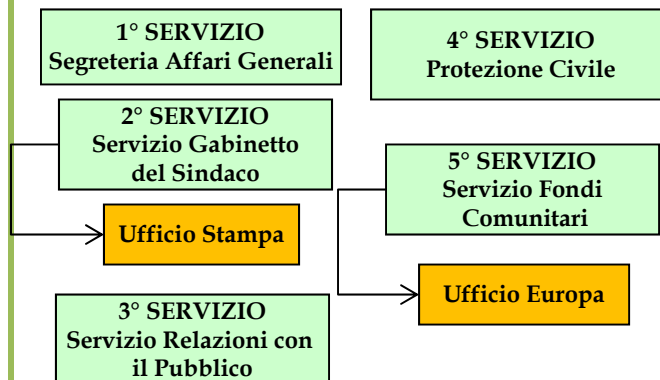 1° SERVIZIO
Segreteria Affari Generali
2° SERVIZIO
Servizio Gabinetto
del Sindaco
Ufficio Stampa
3° SERVIZIO
Servizio Relazioni con
il Pubblico
4° SERVIZIO
Protezione Civile
5° SERVIZIO
Servizio Fondi
Comunitari
Ufficio Europa